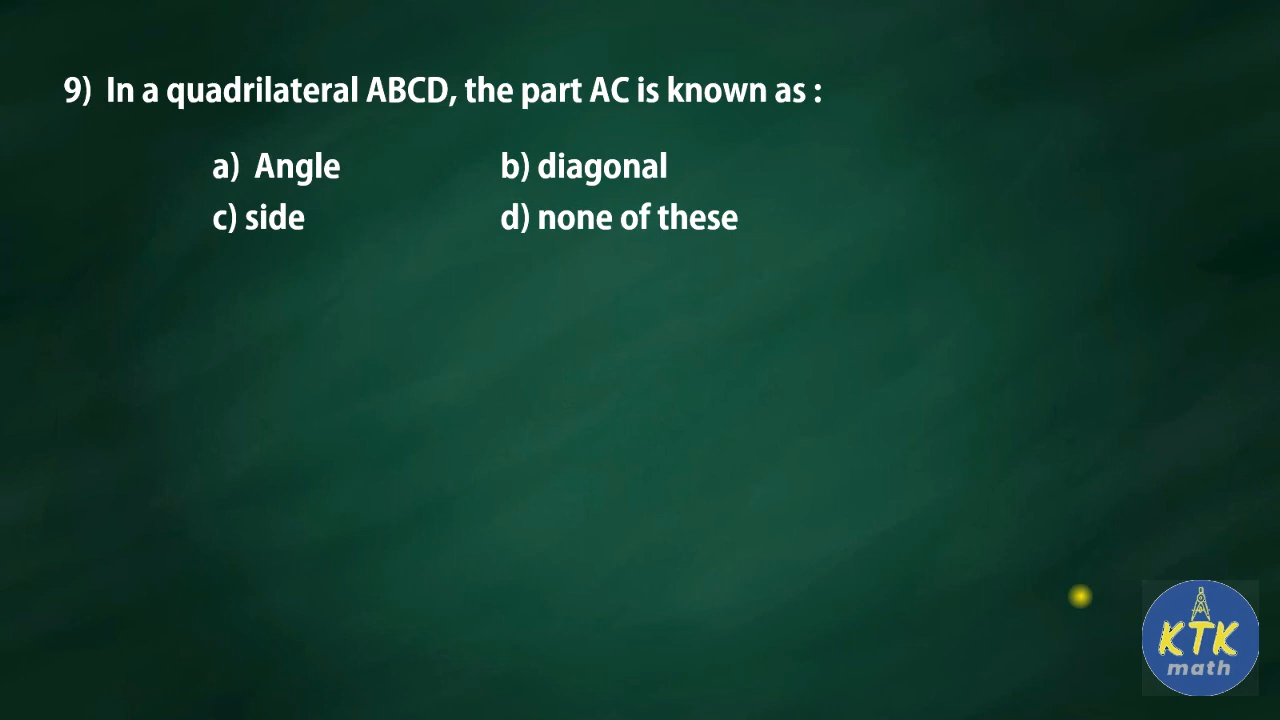 9) In a quadrilateral ABCD, the part AC is known as :
a) Angle b) diagonal
c) side d) none of these
KTK
math